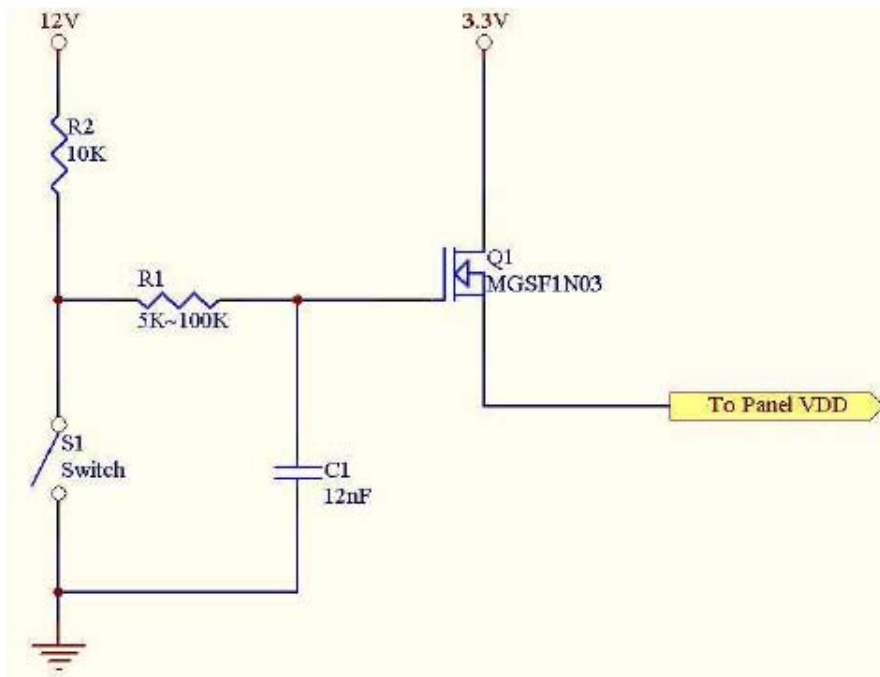 12V
3.3V
R2
10K
Q1
MGSF1N03
R1
5K~100K
To Panel VDD
S1
Switch
C1
12nF